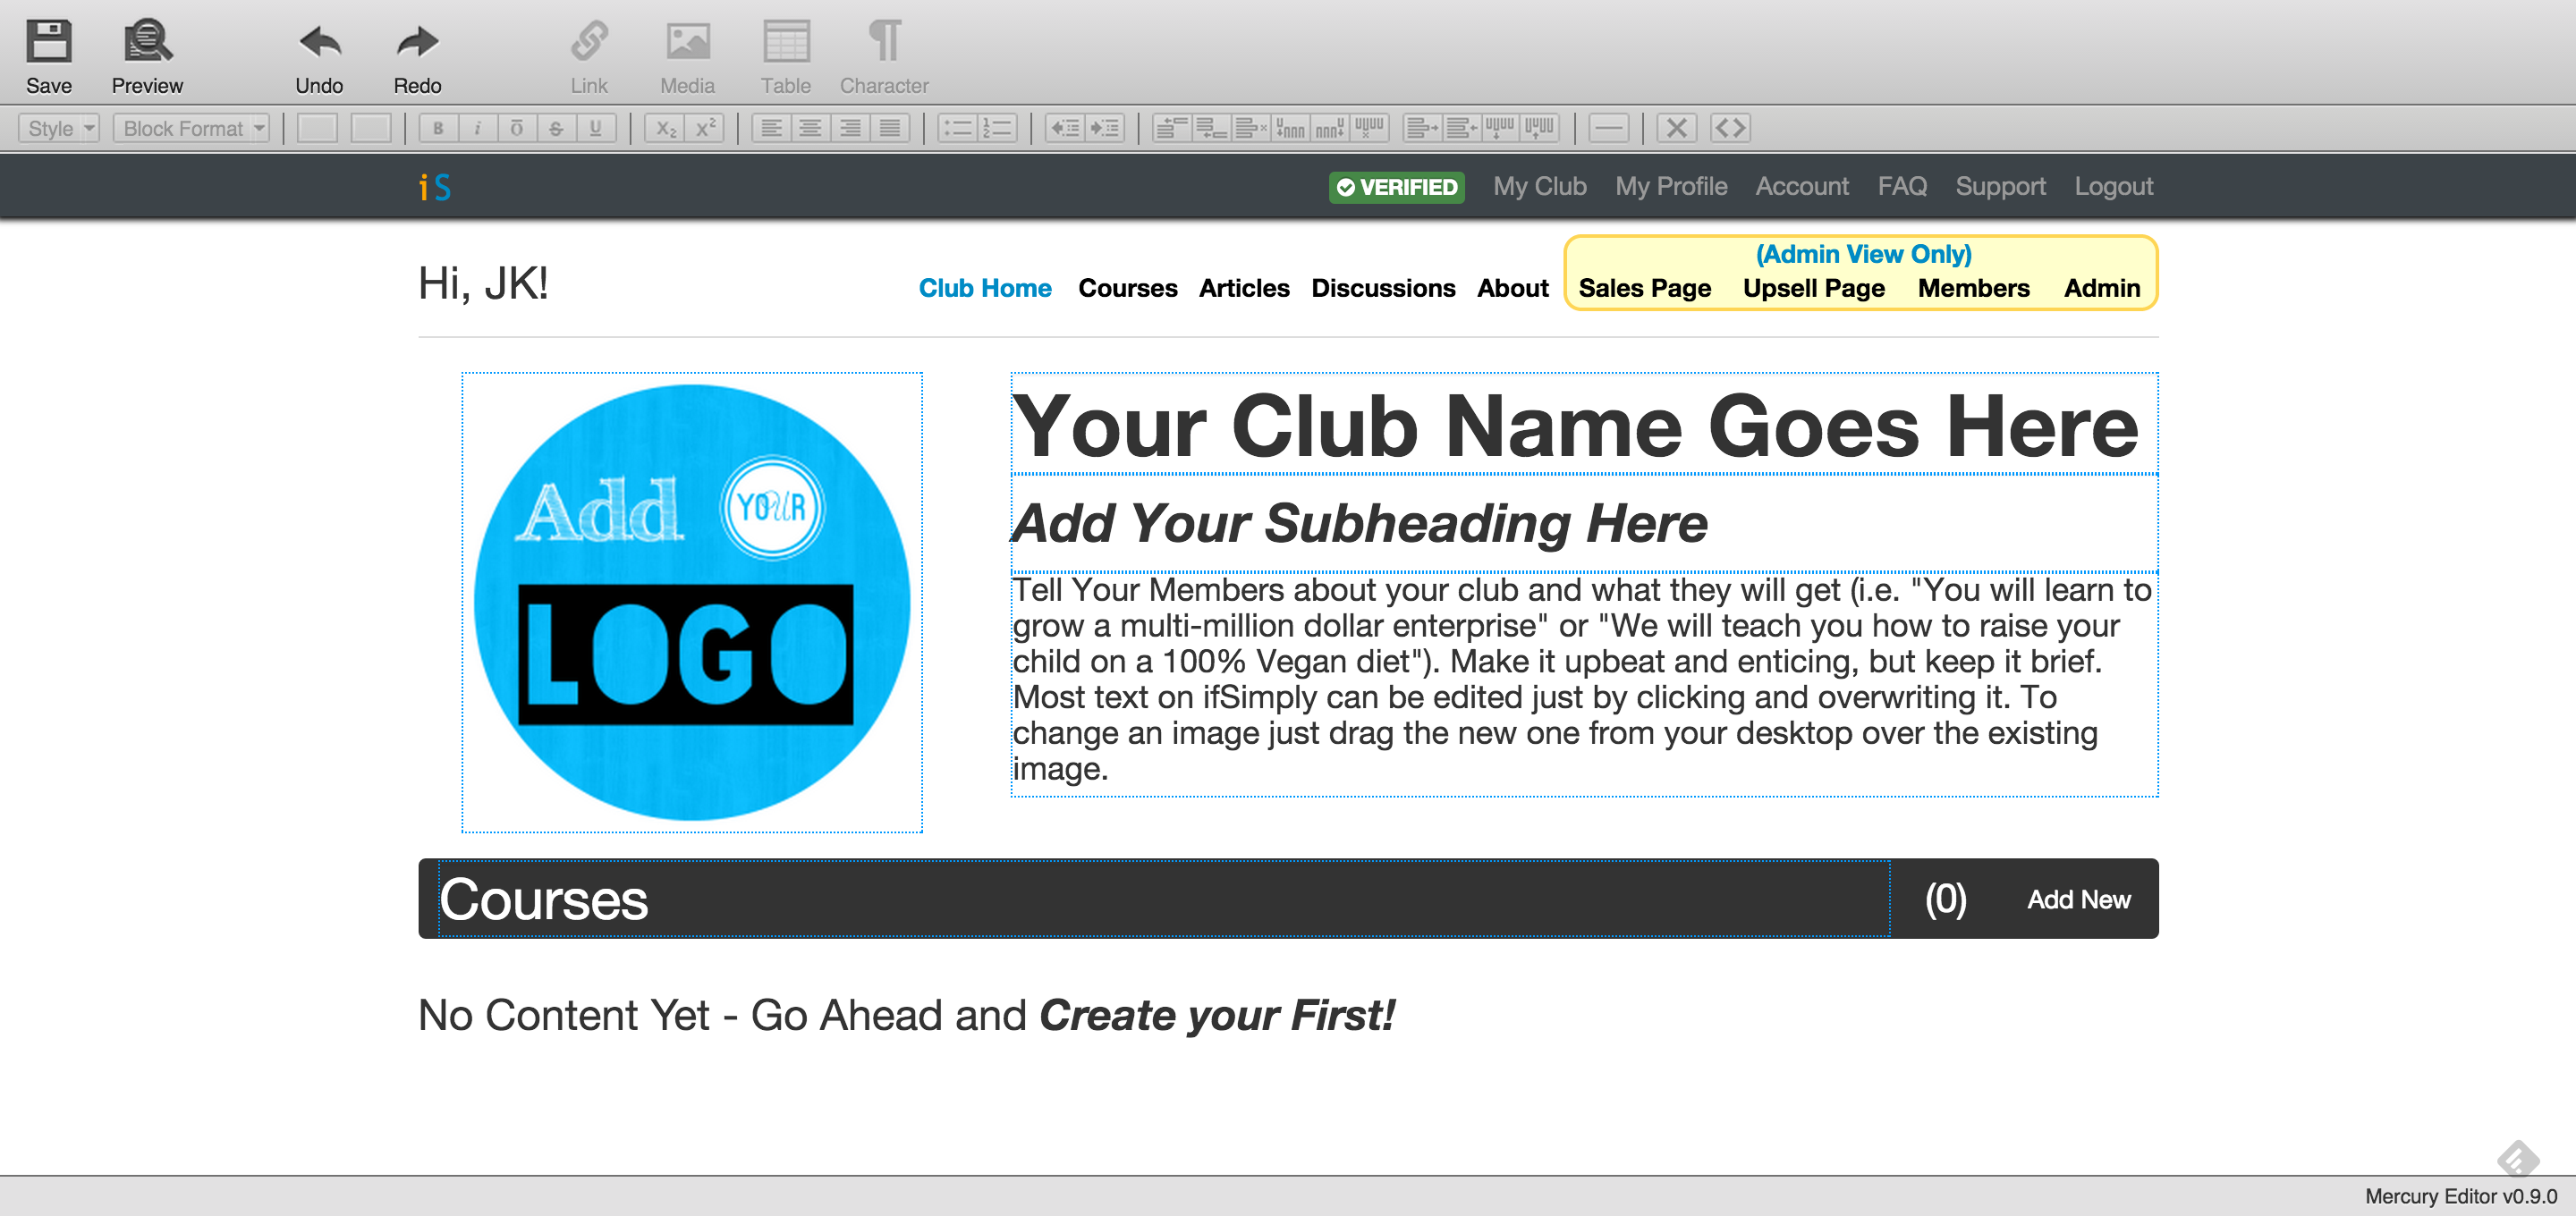 Save Preview Undo Redo Link Media Table Character
Style Block Format B i O S U X2 X2
iS VERIFIED My Club My Profile Account FAQ Support Logout
(Admin View Only)
Hi, JK! Club Home Courses Articles Discussions About Sales Page Upsell Page Members Admin
Add YOUR
LOGO
Your Club Name Goes Here
Add Your Subheading Here
Tell Your Members about your club and what they will get (i.e. "You will learn to
grow a multi-million dollar enterprise" or "We will teach you how to raise your
child on a 100% Vegan diet"). Make it upbeat and enticing, but keep it brief.
Most text on ifSimply can be edited just by clicking and overwriting it. To
change an image just drag the new one from your desktop over the existing
image.
Courses (0) Add New
No Content Yet - Go Ahead and Create your First!
Mercury Editor v0.9.0